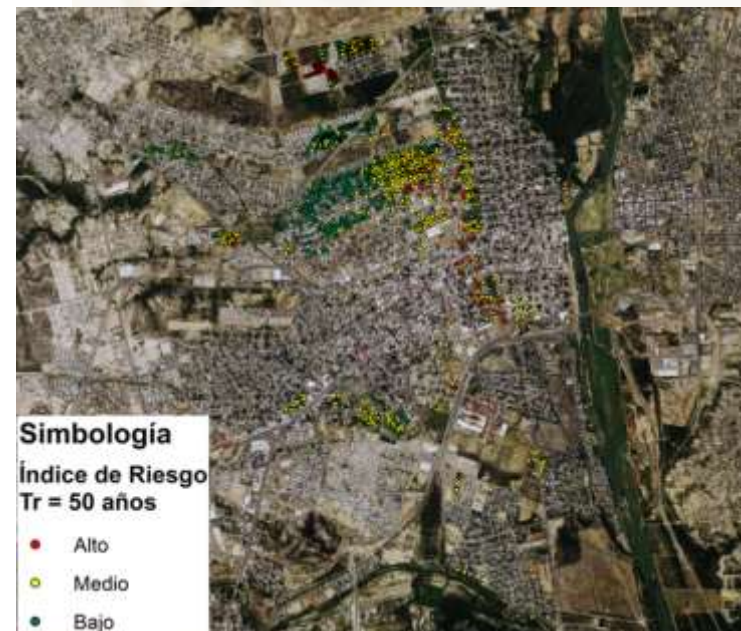 Simbología
Índice de Riesgo
Tr = 50 años
Alto
Medio
Bajo